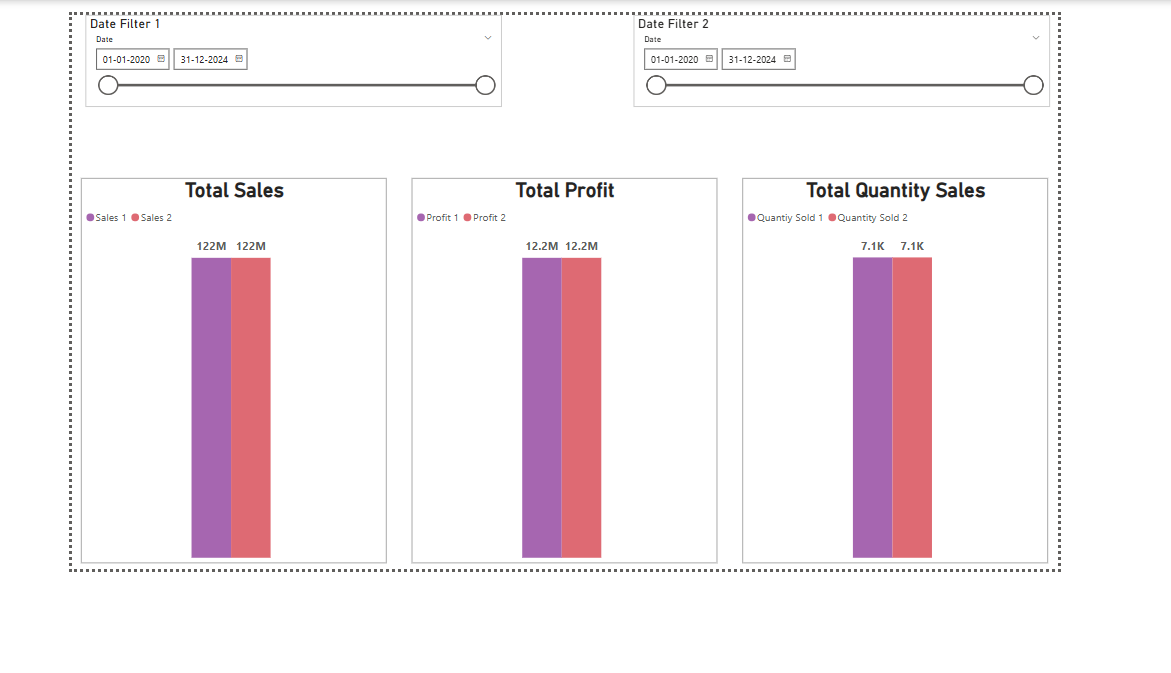 Date Filter 1
Date
01-01-2020 31-12-2024
Date Filter 2
Date
01-01-2020 31-12-2024
Total Sales
Sales 1 Sales 2
122M 122M
Total Profit
Profit 1 Profit 2
12.2M 12.2M
Total Quantity Sales
Quantiy Sold 1 Quantity Sold 2
7.1K 7.1K